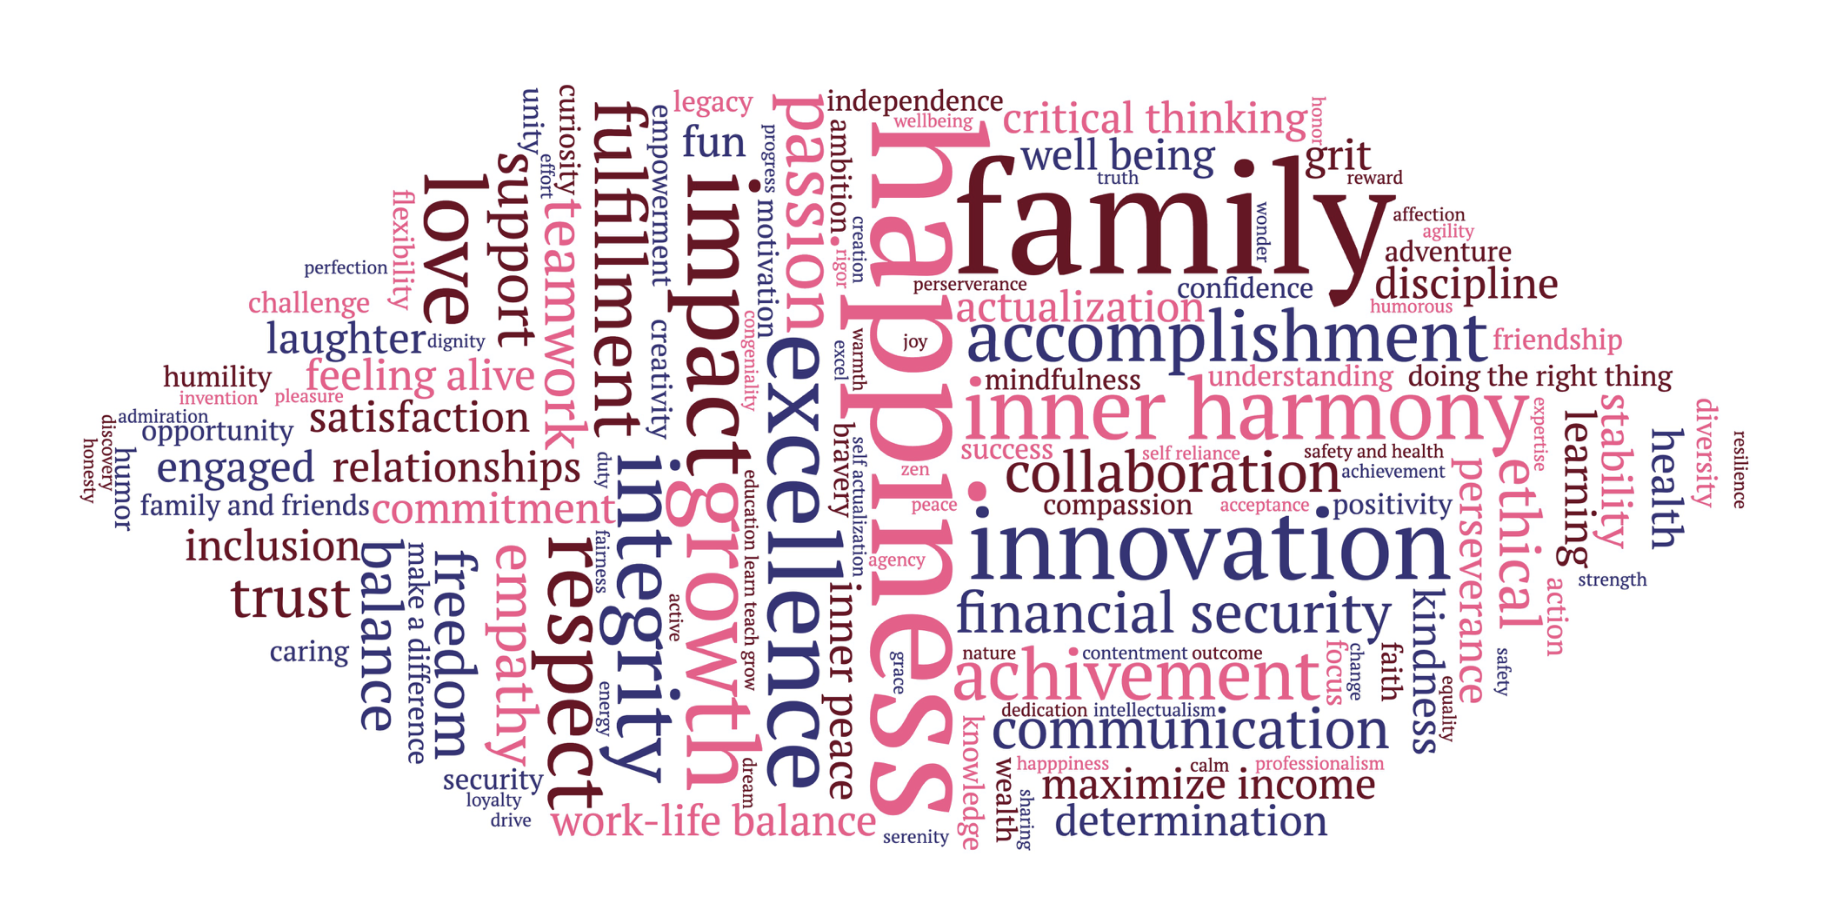 honesty
discovery
humor
admiration
opportunity
engaged
family and friends
humility
invention
pleasure
challenge
perfection
laughter
dignity
feeling alive
satisfaction
relationships
commitment
inclusion
trust
caring
balance
make a difference
freedom
security
loyalty
drive
flexibility
love
support
unity
effort
curiosity
teamwork
empathy
respect
fairness
duty
energy
fulfillment
integrity
empowerment
creativity
active
legacy
fun
impact
growth
progress
motivation
congeniality
education learn teach grow
dream
work-life balance
passion
excellence
independence
ambition
creation
rigor
warmth
excel
bravery
self actualization
inner peace
wellbeing
happiness
joy
zen
peace
agency
grace
serenity
critical thinking
honor
well being
truth
grit
reward
family
wonder
affection
agility
adventure
discipline
humorous
perserverance
confidence
actualization
accomplishment
friendship
mindfulness
understanding
doing the right thing
inner harmony
expertise
success
self reliance
safety and health
collaboration
achievement
compassion
acceptance
positivity
innovation
financial security
nature
contentment
outcome
achivement
focus
change
faith
kindness
equality
perseverance
ethical
safety
action
learning
stability
health
diversity
resilience
strength
dedication
intellectualism
communication
knowledge
happpiness
calm
professionalism
wealth
maximize income
sharing
determination